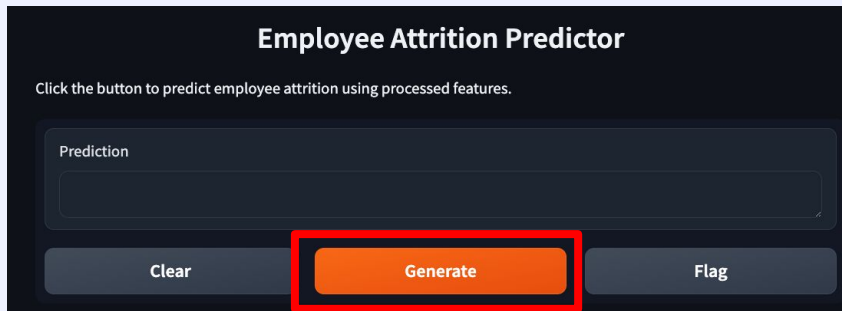 Employee Attrition Predictor
Click the button to predict employee attrition using processed features.
Prediction
Clear Generate Flag